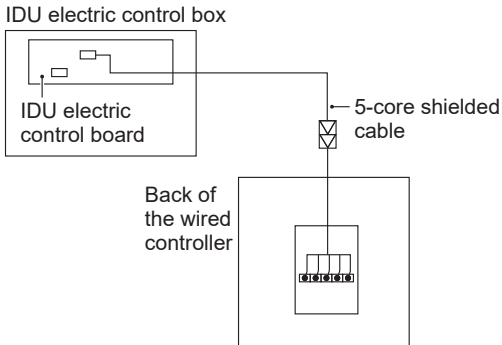 IDU electric control box
IDU electric
control board
5-core shielded
cable
Back of
the wired
controller